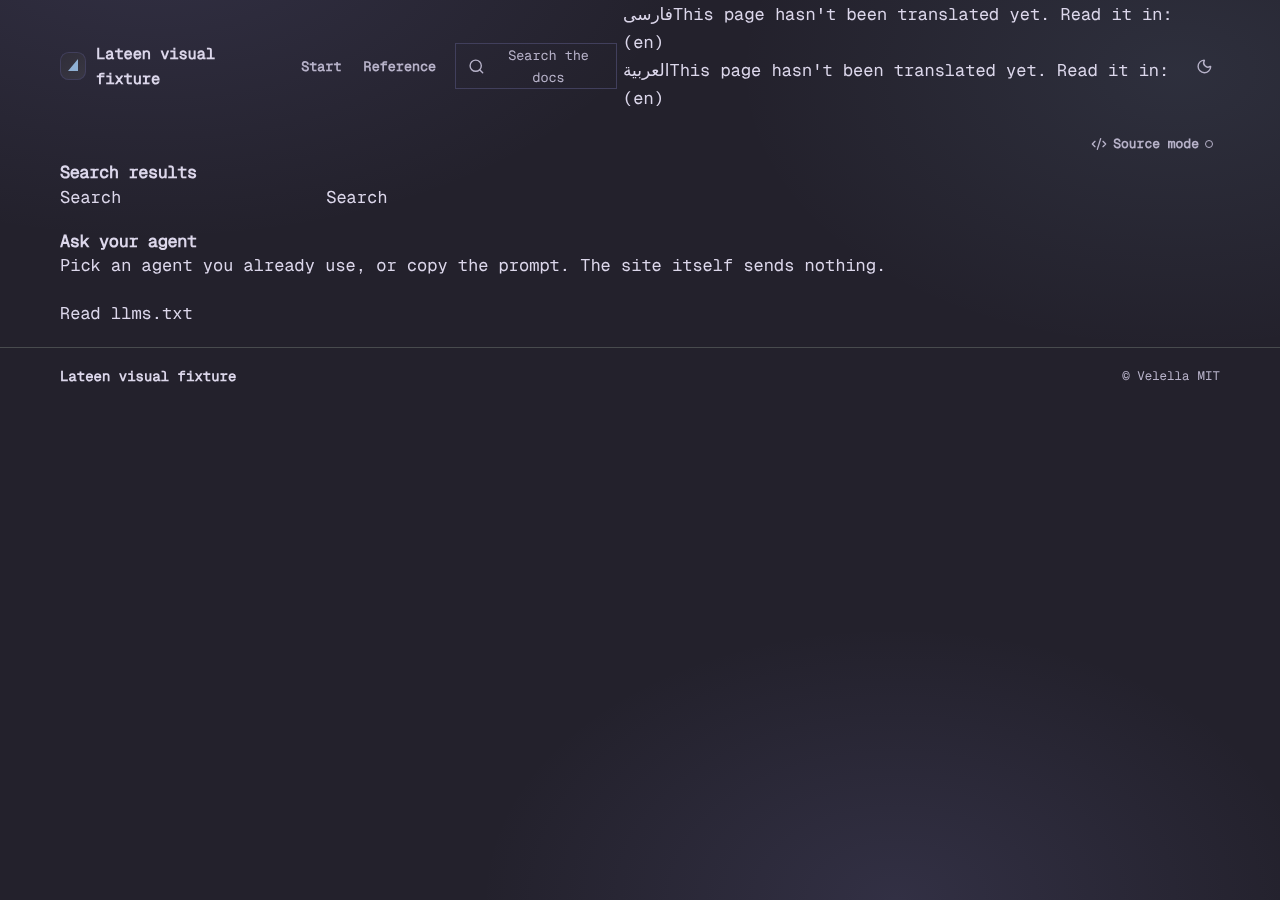 Lateen visual
fixture
Start
Reference
Search the
docs
فارسیThis page hasn't been translated yet. Read it in:
(en)
العربيةThis page hasn't been translated yet. Read it in:
(en)
</> Source mode
Search results
Search
Search
Ask your agent
Pick an agent you already use, or copy the prompt. The site itself sends nothing.
Read llms.txt
Lateen visual fixture
© Velella MIT